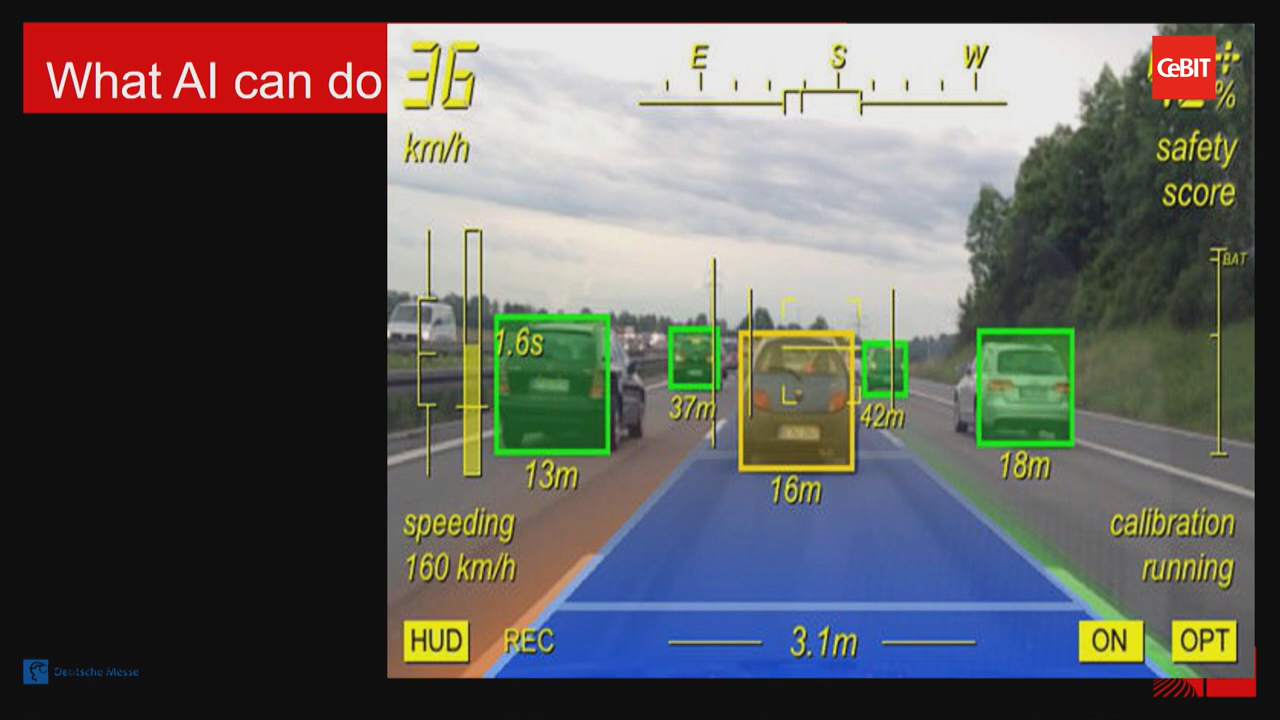 What AI can do
36
km/h
E S W
CeBIT
%
safety
score
BAT
1.6s
37m
42m
13m
16m
18m
speeding
160 km/h
calibration
running
HUD REC 3.1m ON OPT
Deutsche Messe